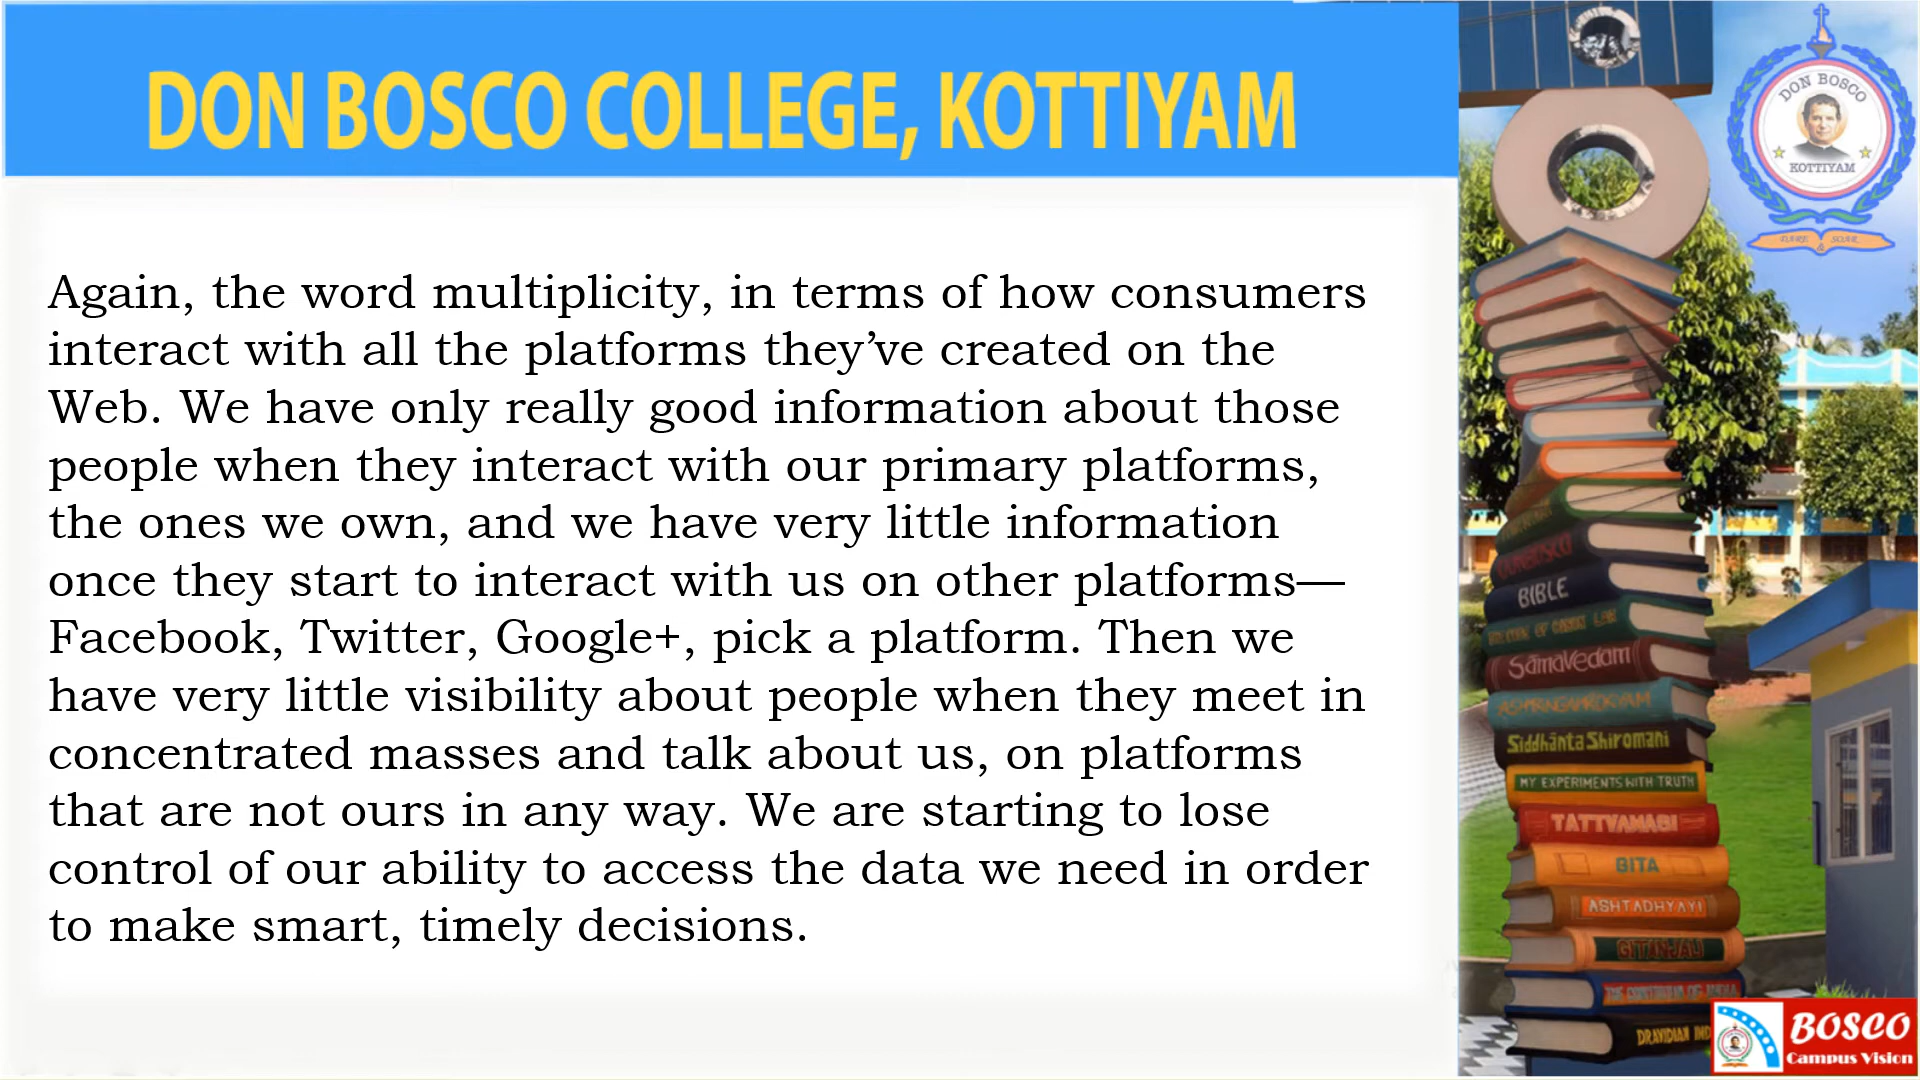 DON BOSCO COLLEGE, KOTTIYAM
Again, the word multiplicity, in terms of how consumers
interact with all the platforms they’ve created on the
Web. We have only really good information about those
people when they interact with our primary platforms,
the ones we own, and we have very little information
once they start to interact with us on other platforms—
Facebook, Twitter, Google+, pick a platform. Then we
have very little visibility about people when they meet in
concentrated masses and talk about us, on platforms
that are not ours in any way. We are starting to lose
control of our ability to access the data we need in order
to make smart, timely decisions.
DON BOSCO
KOTTIYAM
DARE & SOAR
BIBLE
SāmaVedam
Siddhānta Shiromani
MY EXPERIMENTS WITH TRUTH
GITA
ASHTADHYAYI
GITANJALI
DRAVIDIAN
BOSCO
Campus Vision